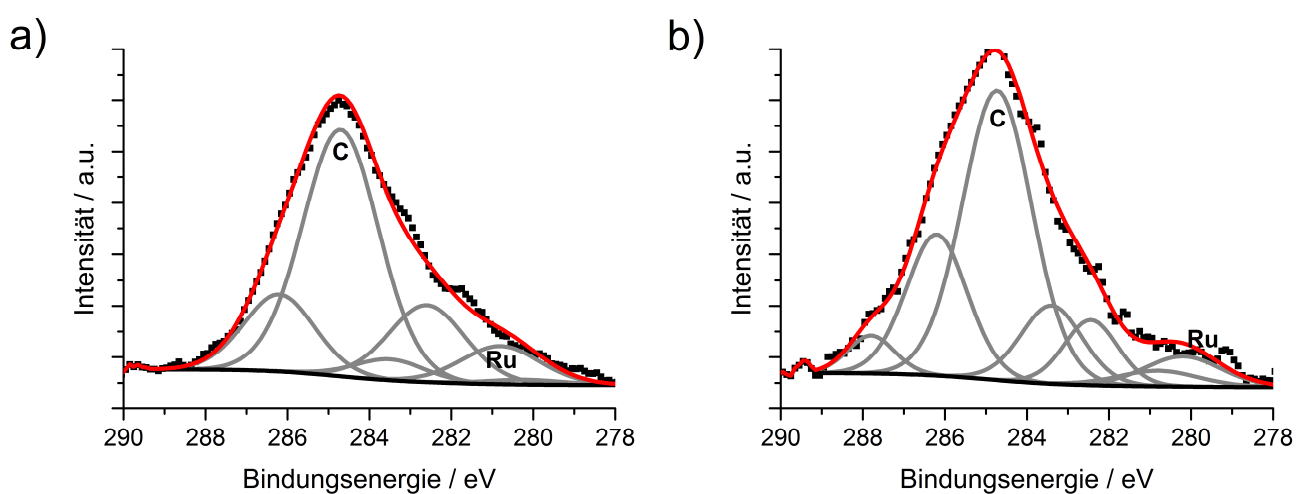 a)
Intensität / a.u.
C
Ru
290 288 286 284 282 280 278
Bindungsenergie / eV
b)
Intensität / a.u.
C
Ru
290 288 286 284 282 280 278
Bindungsenergie / eV